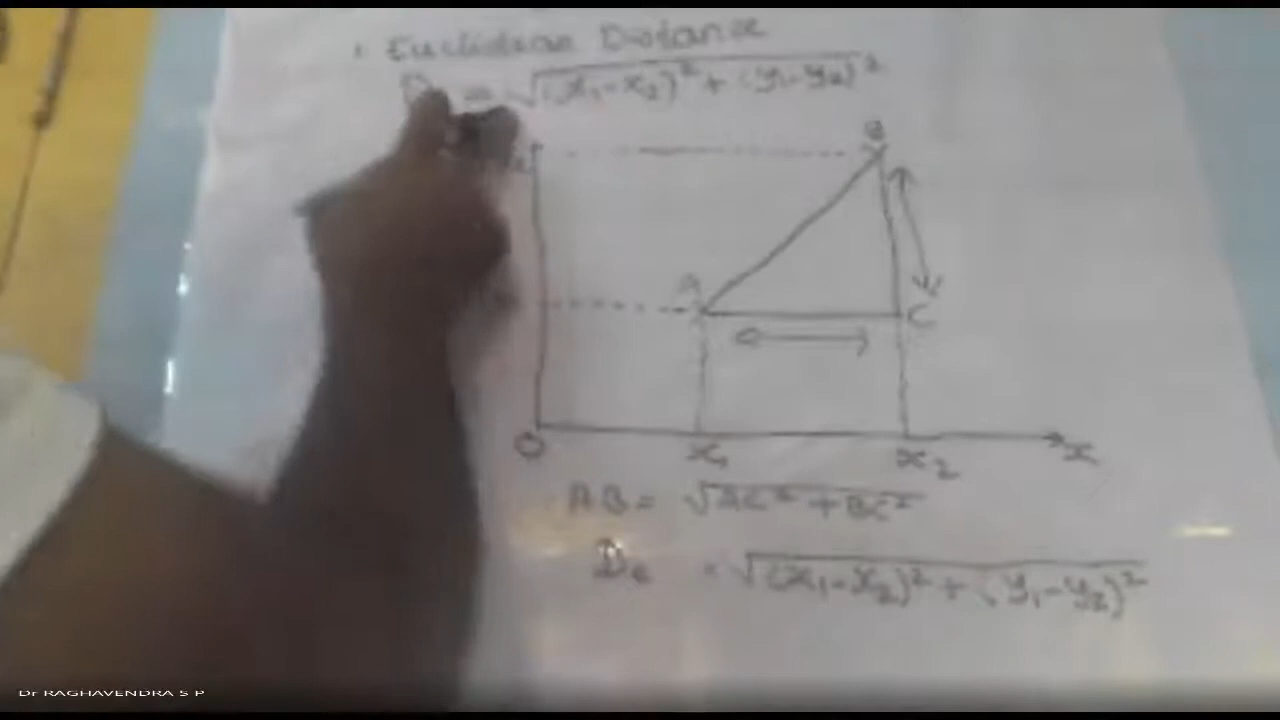 1. Euclidean Distance
D = √(x₁-x₂)² + (y₁-y₂)²
B
A
C
O x₁ x₂ x
AB = √AC² + BC²
Dₑ = √(x₁-x₂)² + (y₁-y₂)²
Dr RAGHAVENDRA S P